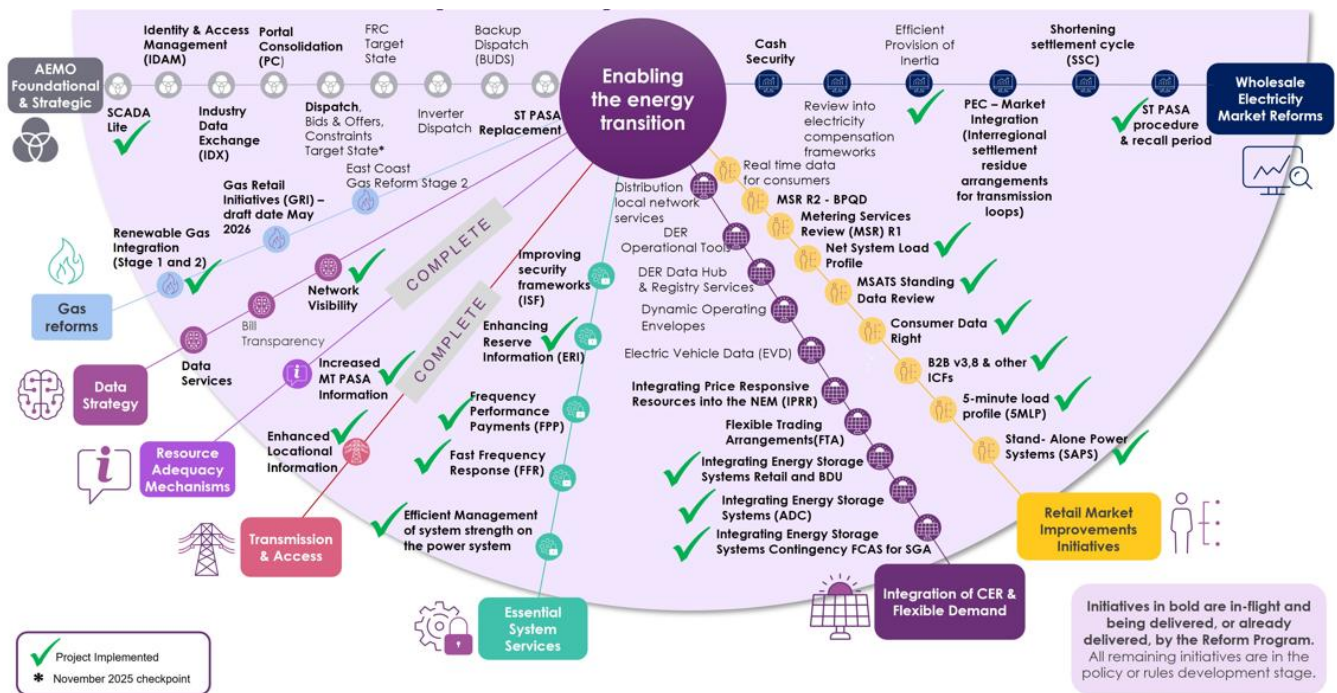 Enabling
the energy
transition
AEMO
Foundational
& Strategic
SCADA
Lite
Identity & Access
Management
(IDAM)
Industry
Data
Exchange
(IDX)
Portal
Consolidation
(PC)
Dispatch,
Bids & Offers,
Constraints
Target State*
FRC
Target
State
Inverter
Dispatch
Backup
Dispatch
(BUDS)
ST PASA
Replacement
Cash
Security
Review into
electricity
compensation
frameworks
Efficient
Provision of
Inertia
PEC – Market
Integration
(Interregional
settlement
residue
arrangements
for transmission
loops)
Shortening
settlement cycle
(SSC)
ST PASA
procedure
& recall period
Wholesale
Electricity
Market Reforms
East Coast
Gas Reform Stage 2
Gas Retail
Initiatives (GRI) –
draft date May
2026
Renewable Gas
Integration
(Stage 1 and 2)
Gas
reforms
Network
Visibility
Bill
Transparency
Data
Services
Data
Strategy
COMPLETE
Increased
MT PASA
Information
Resource
Adequacy
Mechanisms
COMPLETE
Enhanced
Locational
Information
Transmission
& Access
Improving
security
frameworks
(ISF)
Enhancing
Reserve
Information (ERI)
Frequency
Performance
Payments (FPP)
Fast Frequency
Response (FFR)
Efficient Management
of system strength on
the power system
Essential
System
Services
Distribution
local network
services
DER
Operational Tools
DER Data Hub
& Registry Services
Dynamic Operating
Envelopes
Electric Vehicle Data (EVD)
Integrating Price Responsive
Resources into the NEM (IPRR)
Flexible Trading
Arrangements(FTA)
Integrating Energy Storage
Systems Retail and BDU
Integrating Energy Storage
Systems (ADC)
Integrating Energy Storage
Systems Contingency FCAS for SGA
Integration of CER &
Flexible Demand
Real time data
for consumers
MSR R2 - BPQD
Metering Services
Review (MSR) R1
Net System Load
Profile
MSATS Standing
Data Review
Consumer Data
Right
B2B v3,8 & other
ICFs
5-minute load
profile (5MLP)
Stand- Alone Power
Systems (SAPS)
Retail Market
Improvements
Initiatives
Project Implemented
* November 2025 checkpoint
Initiatives in bold are in-flight and
being delivered, or already
delivered, by the Reform Program.
All remaining initiatives are in the
policy or rules development stage.